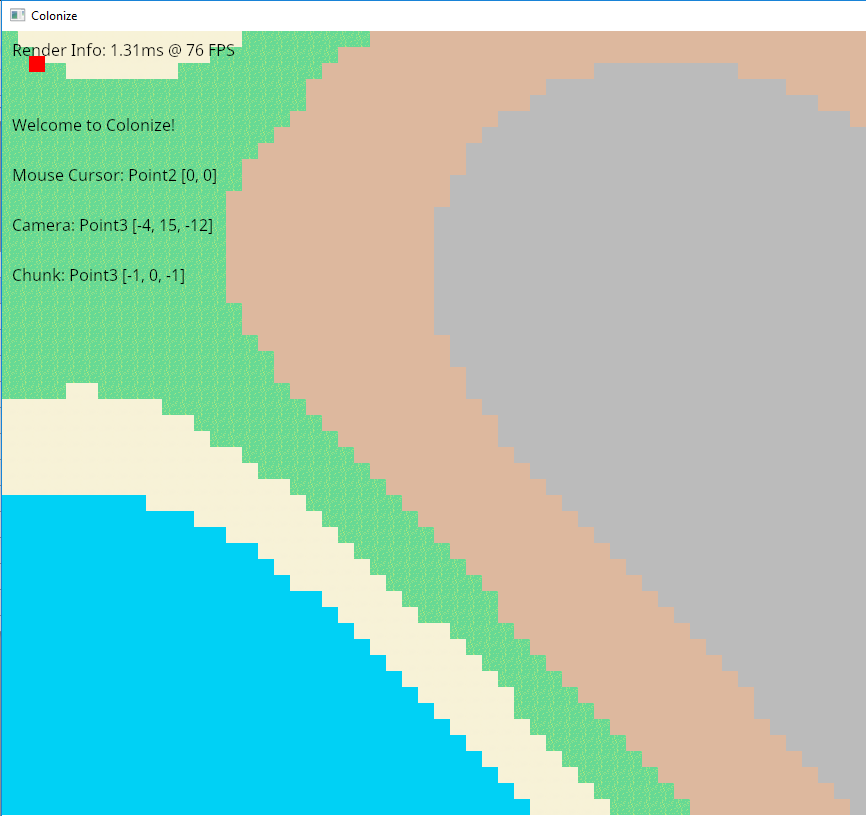 Colonize
Render Info: 1.31ms @ 76 FPS
Welcome to Colonize!
Mouse Cursor: Point2 [0, 0]
Camera: Point3 [-4, 15, -12]
Chunk: Point3 [-1, 0, -1]